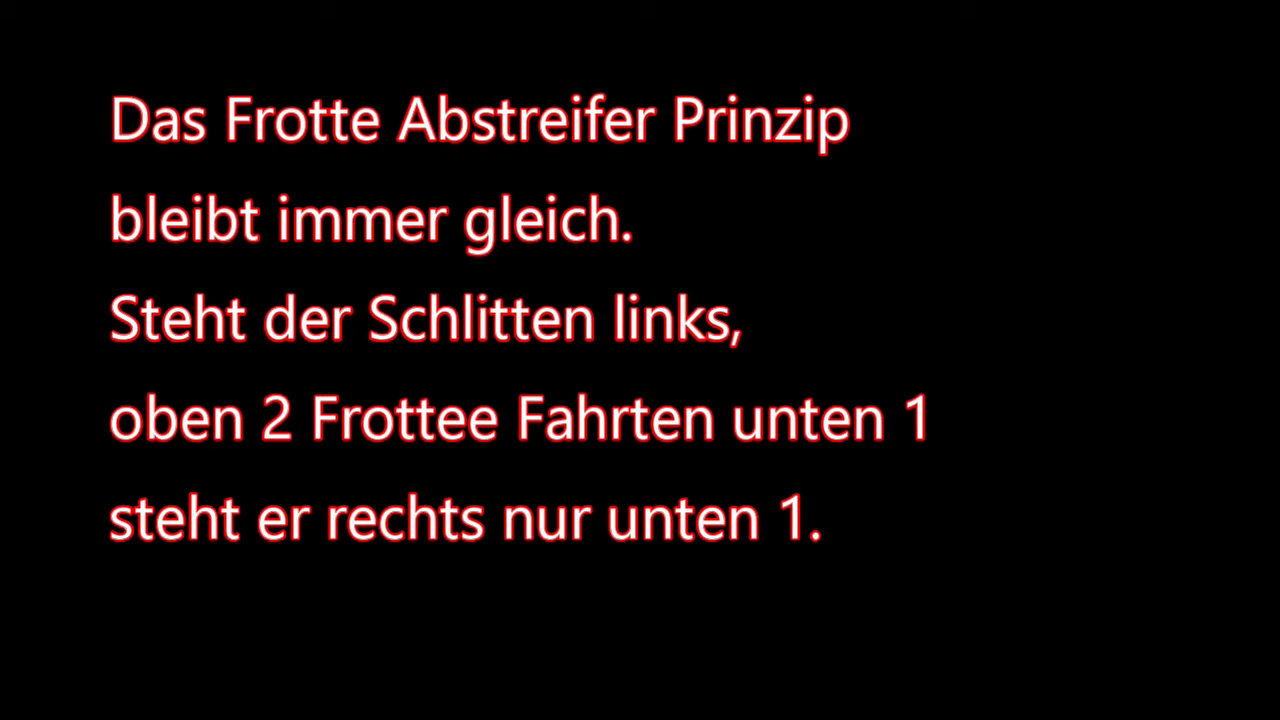 Das Frotte Abstreifer Prinzip
bleibt immer gleich.
Steht der Schlitten links,
oben 2 Frottee Fahrten unten 1
steht er rechts nur unten 1.